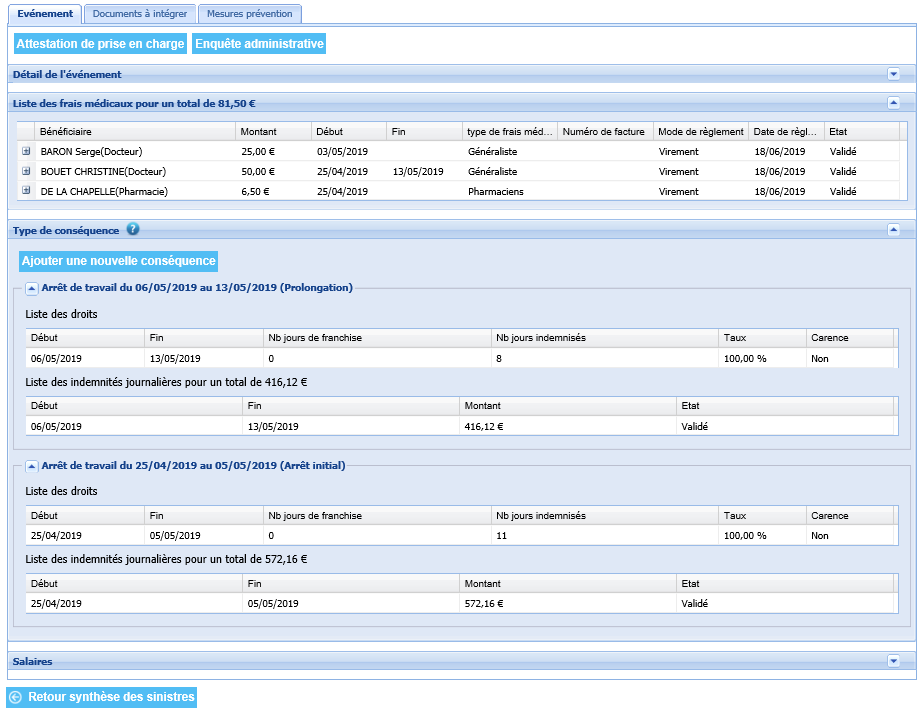 Evénement Documents à intégrer Mesures prévention
Attestation de prise en charge Enquête administrative
Détail de l'événement
Liste des frais médicaux pour un total de 81,50 €
Bénéficiaire Montant Début Fin type de frais méd... Numéro de facture Mode de règlement Date de règl... Etat
BARON Serge(Docteur) 25,00 € 03/05/2019 Généraliste Virement 18/06/2019 Validé
BOUET CHRISTINE(Docteur) 50,00 € 25/04/2019 13/05/2019 Généraliste Virement 18/06/2019 Validé
DE LA CHAPELLE(Pharmacie) 6,50 € 25/04/2019 Pharmaciens Virement 18/06/2019 Validé
Type de conséquence ?
Ajouter une nouvelle conséquence
Arrêt de travail du 06/05/2019 au 13/05/2019 (Prolongation)
Liste des droits
Début Fin Nb jours de franchise Nb jours indemnisés Taux Carence
06/05/2019 13/05/2019 0 8 100,00 % Non
Liste des indemnités journalières pour un total de 416,12 €
Début Fin Montant Etat
06/05/2019 13/05/2019 416,12 € Validé
Arrêt de travail du 25/04/2019 au 05/05/2019 (Arrêt initial)
Liste des droits
Début Fin Nb jours de franchise Nb jours indemnisés Taux Carence
25/04/2019 05/05/2019 0 11 100,00 % Non
Liste des indemnités journalières pour un total de 572,16 €
Début Fin Montant Etat
25/04/2019 05/05/2019 572,16 € Validé
Salaires
Retour synthèse des sinistres